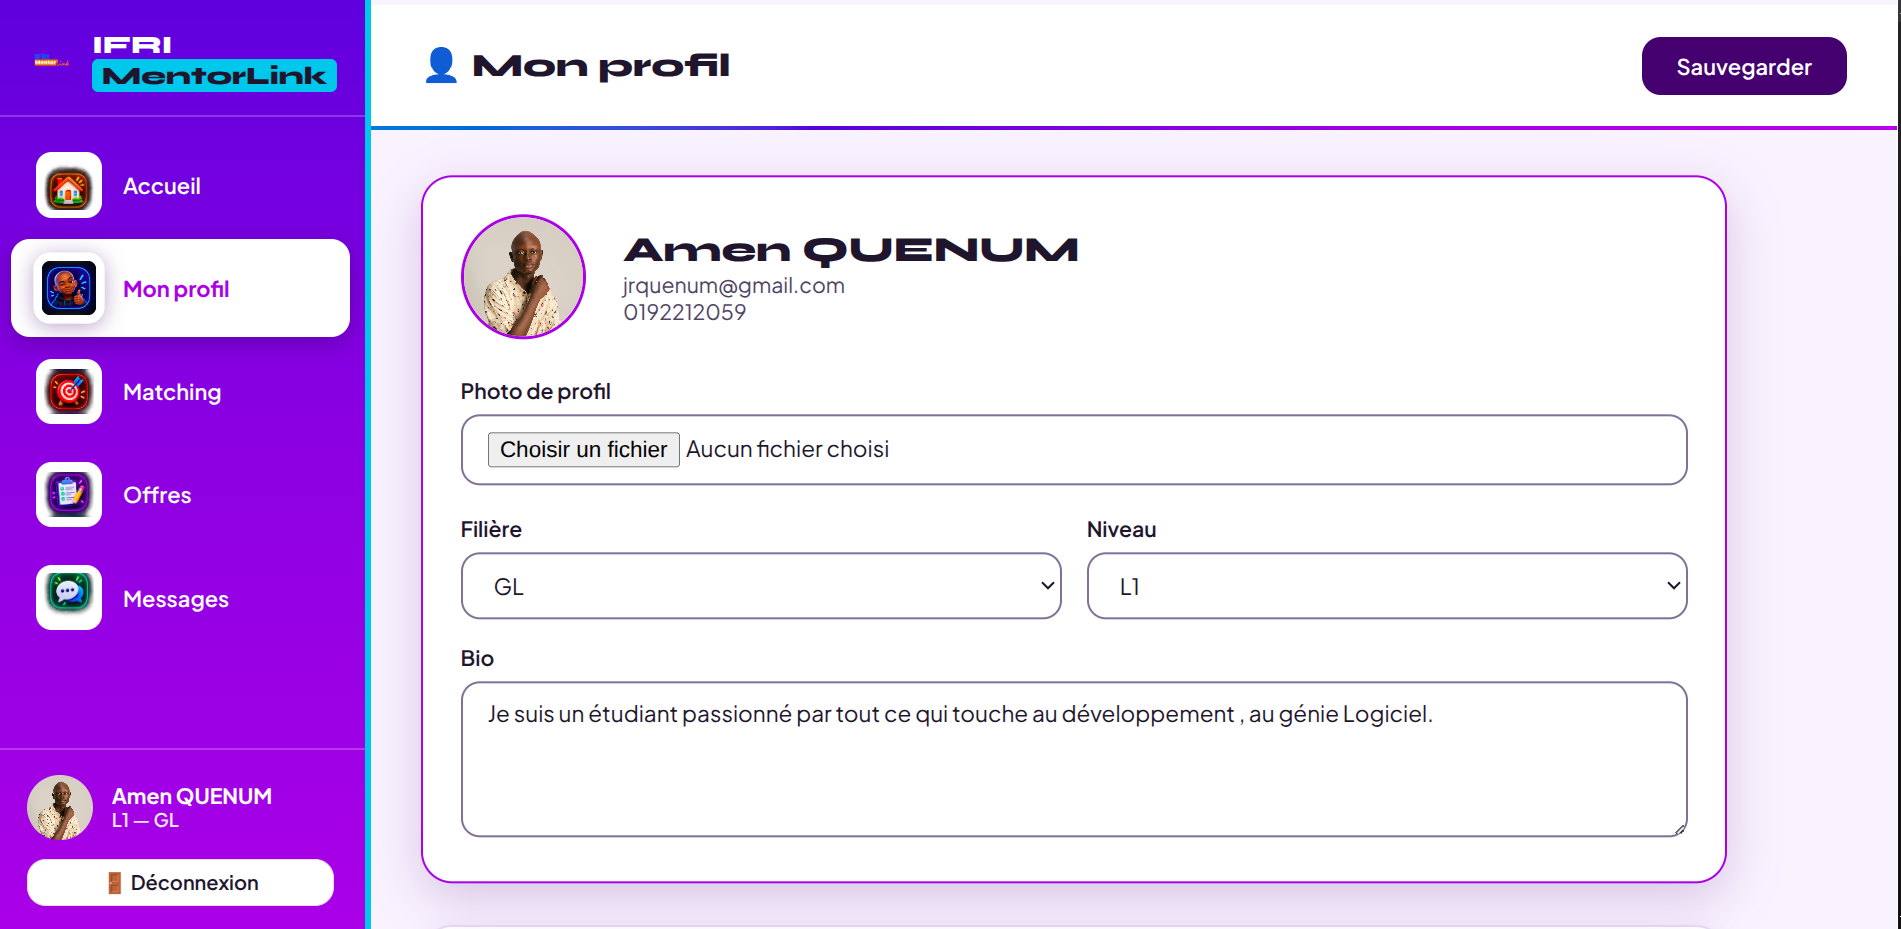 IFRI
MentorLink
Accueil
Mon profil
Matching
Offres
Messages
Amen QUENUM
L1 — GL
Déconnexion
Mon profil
Sauvegarder
Amen QUENUM
jrquenum@gmail.com
0192212059
Photo de profil
Choisir un fichier Aucun fichier choisi
Filière
Niveau
GL
L1
Bio
Je suis un étudiant passionné par tout ce qui touche au développement , au génie Logiciel.